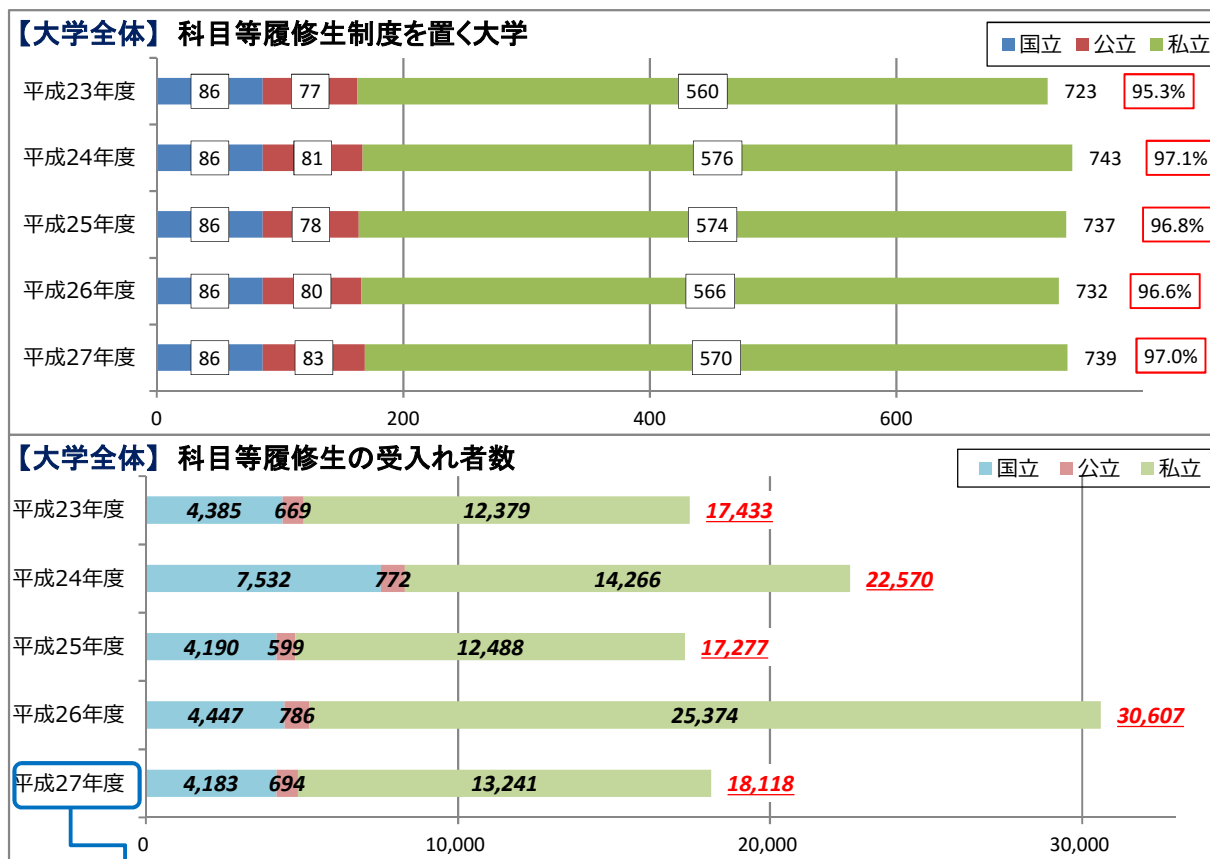 【大学全体】 科目等履修生制度を置く大学
国立 公立 私立
平成23年度 86 77 560 723 95.3%
平成24年度 86 81 576 743 97.1%
平成25年度 86 78 574 737 96.8%
平成26年度 86 80 566 732 96.6%
平成27年度 86 83 570 739 97.0%
0 200 400 600
【大学全体】 科目等履修生の受入れ者数
国立 公立 私立
平成23年度 4,385 669 12,379 17,433
平成24年度 7,532 772 14,266 22,570
平成25年度 4,190 599 12,488 17,277
平成26年度 4,447 786 25,374 30,607
平成27年度 4,183 694 13,241 18,118
0 10,000 20,000 30,000